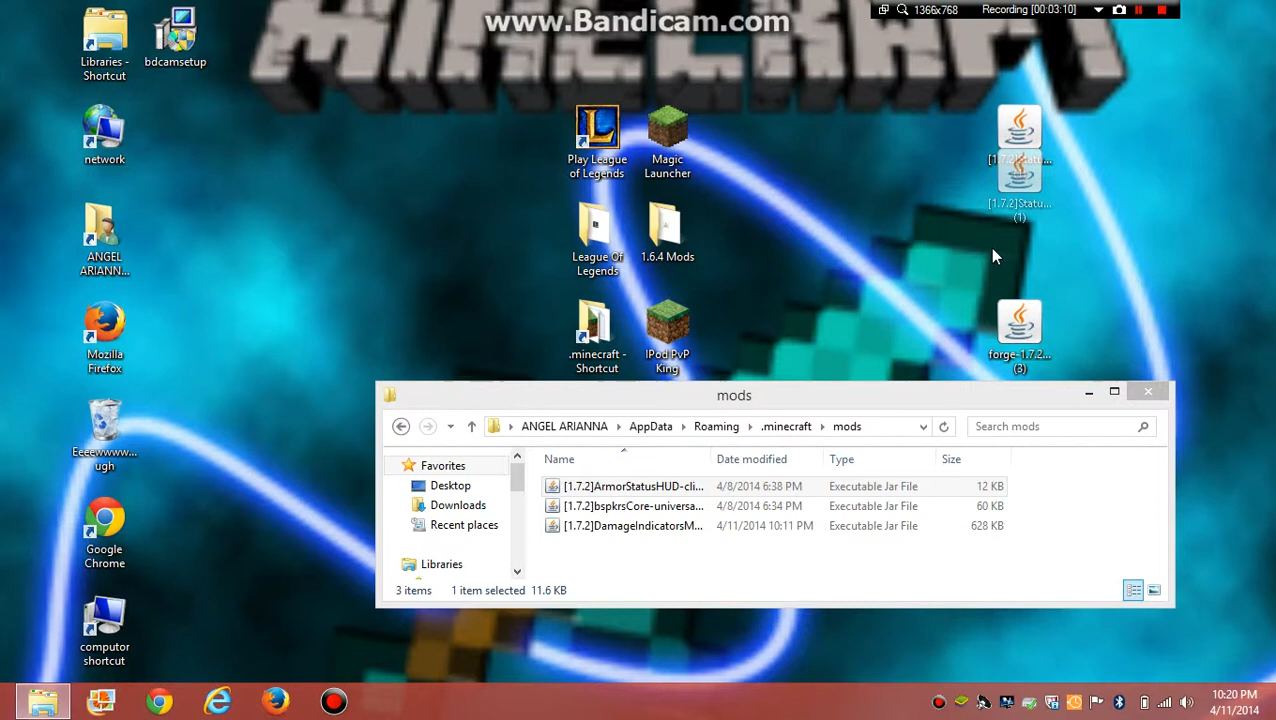 www.Bandicam.com
1366x768
Recording [00:03:10]
MINECRAFT
Libraries -
Shortcut
bdcamsetup
network
Play League
of Legends
Magic
Launcher
[1.7.2]Statu...
[1.7.2]Statu...
(1)
ANGEL
ARIANN...
League Of
Legends
1.6.4 Mods
Mozilla
Firefox
.minecraft -
Shortcut
IPod PvP
King
forge-1.7.2...
(3)
Eeeewwww...
ugh
Google
Chrome
computor
shortcut
mods
ANGEL ARIANNA
AppData
Roaming
.minecraft
mods
Search mods
Favorites
Desktop
Downloads
Recent places
Libraries
Name
Date modified
Type
Size
[1.7.2]ArmorStatusHUD-cli...
4/8/2014 6:38 PM
Executable Jar File
12 KB
[1.7.2]bspkrsCore-universa...
4/8/2014 6:34 PM
Executable Jar File
60 KB
[1.7.2]DamageIndicatorsM...
4/11/2014 10:11 PM
Executable Jar File
628 KB
3 items
1 item selected 11.6 KB
10:20 PM
4/11/2014